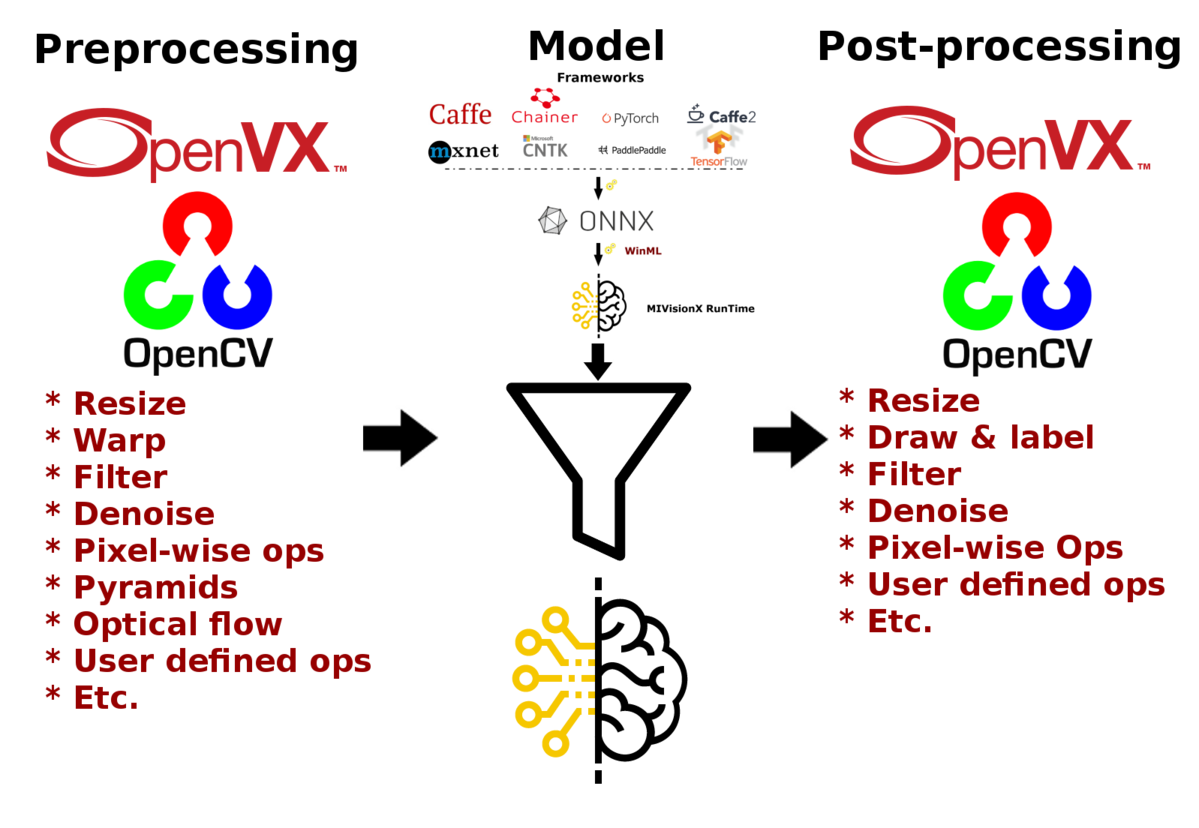 Preprocessing
OpenVX™
OpenCV
* Resize
* Warp
* Filter
* Denoise
* Pixel-wise ops
* Pyramids
* Optical flow
* User defined ops
* Etc.
Model
Frameworks
Caffe
Chainer
PyTorch
Caffe2
mxnet
Microsoft
CNTK
PaddlePaddle
TensorFlow
ONNX
WinML
MIVisionX RunTime
Post-processing
OpenVX™
OpenCV
* Resize
* Draw & label
* Filter
* Denoise
* Pixel-wise Ops
* User defined ops
* Etc.